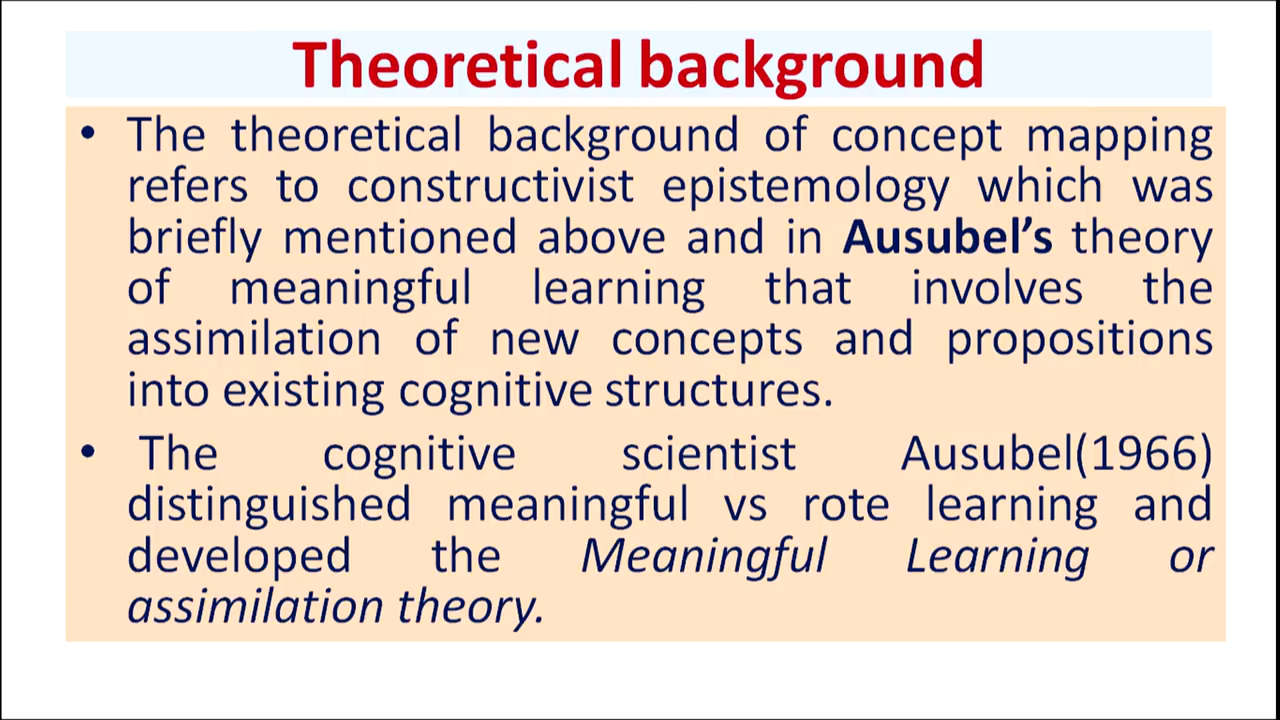 Theoretical background
• The theoretical background of concept mapping
refers to constructivist epistemology which was
briefly mentioned above and in Ausubel’s theory
of meaningful learning that involves the
assimilation of new concepts and propositions
into existing cognitive structures.
• The cognitive scientist Ausubel(1966)
distinguished meaningful vs rote learning and
developed the Meaningful Learning or
assimilation theory.